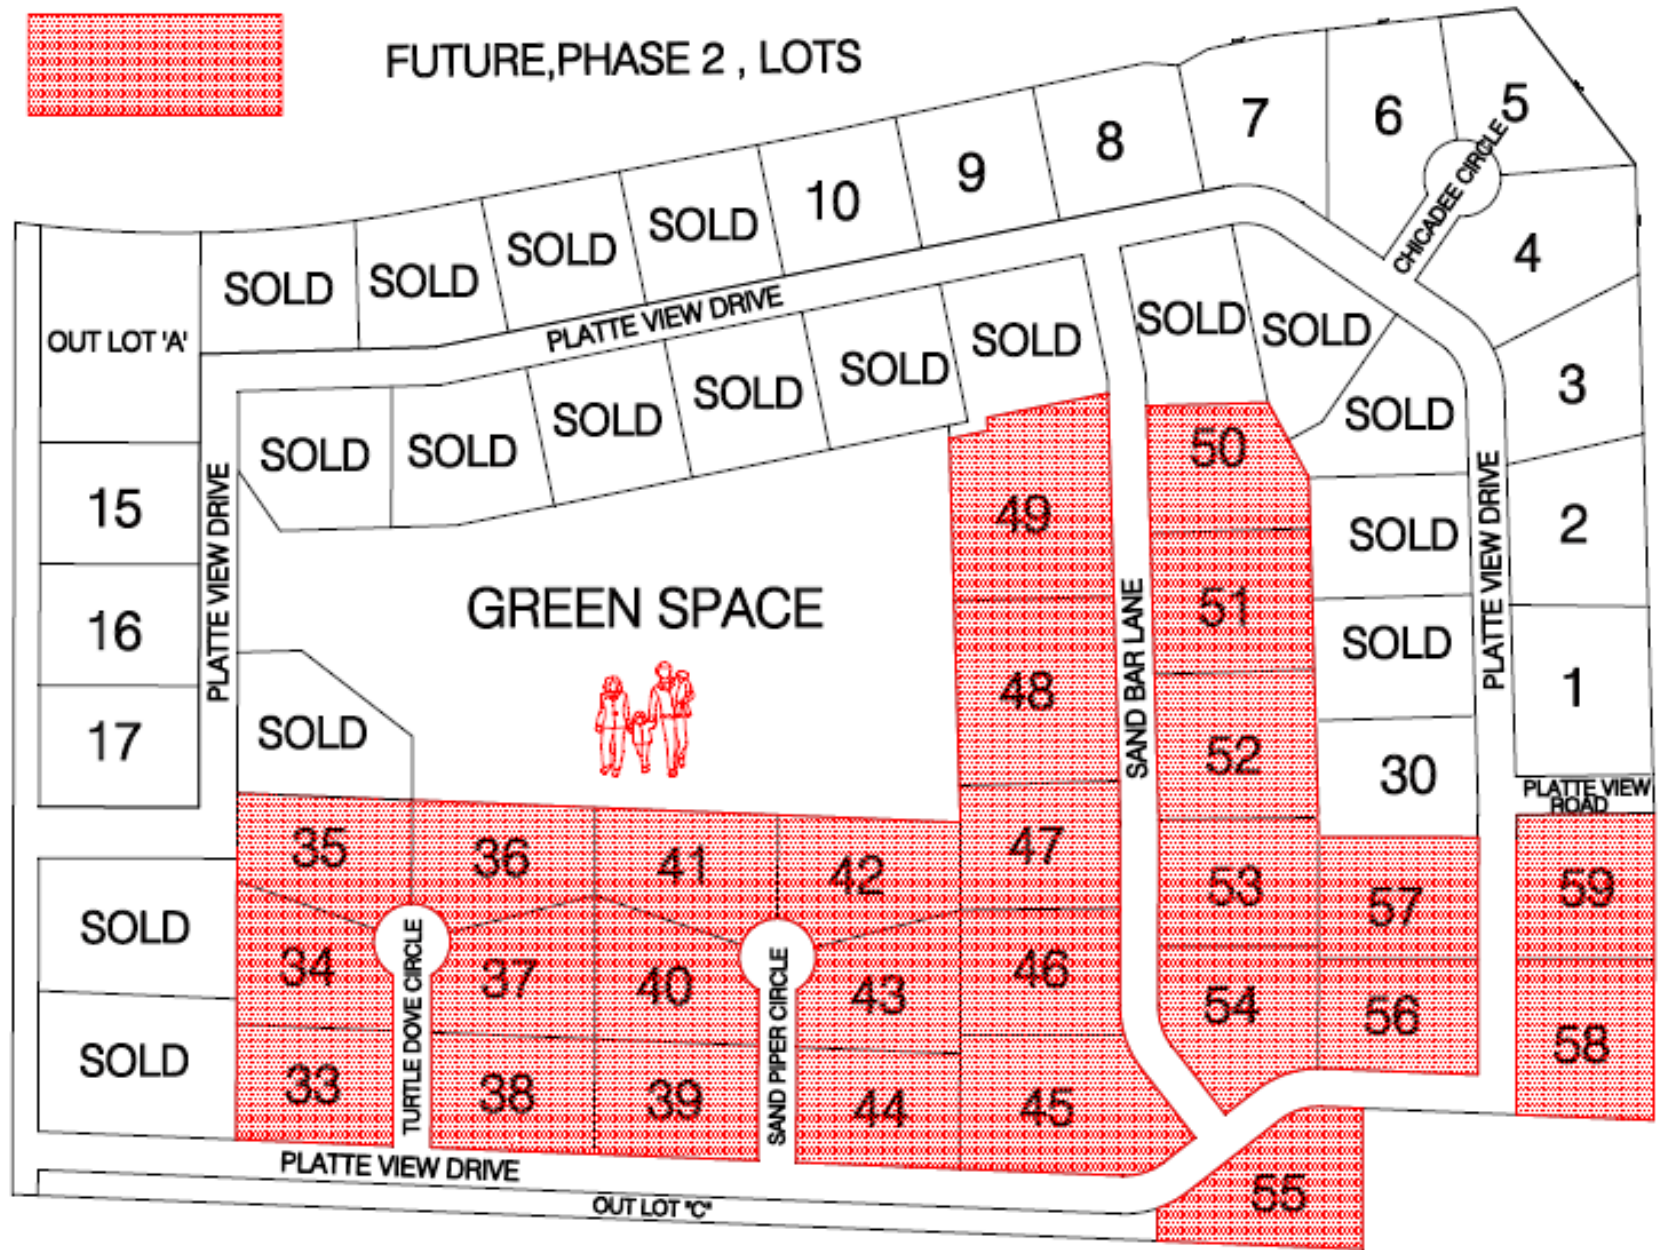 FUTURE,PHASE 2 , LOTS
5
6
7
8
9
10
SOLD
SOLD
SOLD
SOLD
CHICADEE CIRCLE
4
OUT LOT 'A'
PLATTE VIEW DRIVE
SOLD
SOLD
SOLD
SOLD
SOLD
SOLD
SOLD
SOLD
SOLD
3
15
PLATTE VIEW DRIVE
49
50
SOLD
PLATTE VIEW DRIVE
2
16
GREEN SPACE
48
SAND BAR LANE
51
SOLD
1
17
SOLD
52
30
PLATTE VIEW
ROAD
35
36
41
42
47
53
57
59
SOLD
34
TURTLE DOVE CIRCLE
37
40
SAND PIPER CIRCLE
43
46
54
56
58
SOLD
33
38
39
44
45
PLATTE VIEW DRIVE
OUT LOT "C"
55